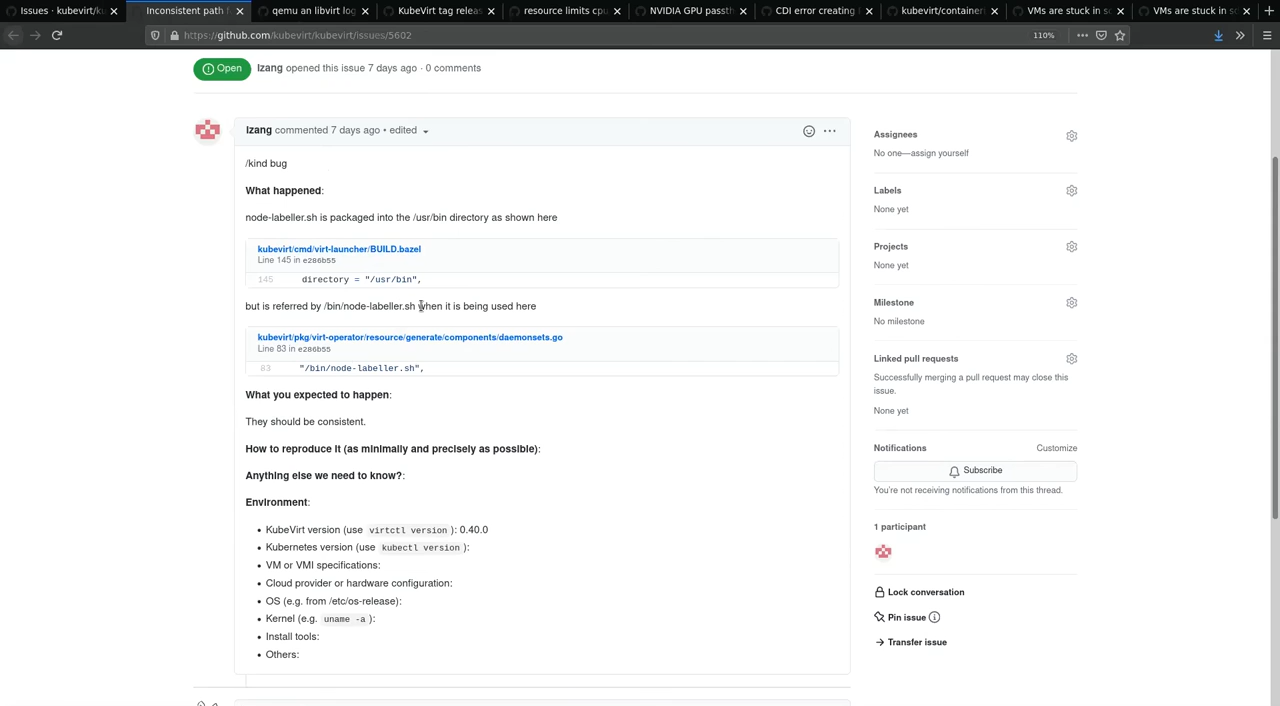 Issues · kubevirt/ku
Inconsistent path f
qemu an libvirt log
KubeVirt tag releas
resource limits cpu
NVIDIA GPU passth
CDI error creating
kubevirt/container
VMs are stuck in sc
VMs are stuck in sc
https://github.com/kubevirt/kubevirt/issues/5602
110%
Open
lzang opened this issue 7 days ago · 0 comments
lzang commented 7 days ago • edited
/kind bug
What happened:
node-labeller.sh is packaged into the /usr/bin directory as shown here
kubevirt/cmd/virt-launcher/BUILD.bazel
Line 145 in e286b55
145 directory = "/usr/bin",
but is referred by /bin/node-labeller.sh when it is being used here
kubevirt/pkg/virt-operator/resource/generate/components/daemonsets.go
Line 83 in e286b55
83 "/bin/node-labeller.sh",
What you expected to happen:
They should be consistent.
How to reproduce it (as minimally and precisely as possible):
Anything else we need to know?:
Environment:
• KubeVirt version (use virtctl version ): 0.40.0
• Kubernetes version (use kubectl version ):
• VM or VMI specifications:
• Cloud provider or hardware configuration:
• OS (e.g. from /etc/os-release):
• Kernel (e.g. uname -a ):
• Install tools:
• Others:
Assignees
No one—assign yourself
Labels
None yet
Projects
None yet
Milestone
No milestone
Linked pull requests
Successfully merging a pull request may close this
issue.
None yet
Notifications
Customize
Subscribe
You're not receiving notifications from this thread.
1 participant
Lock conversation
Pin issue
Transfer issue